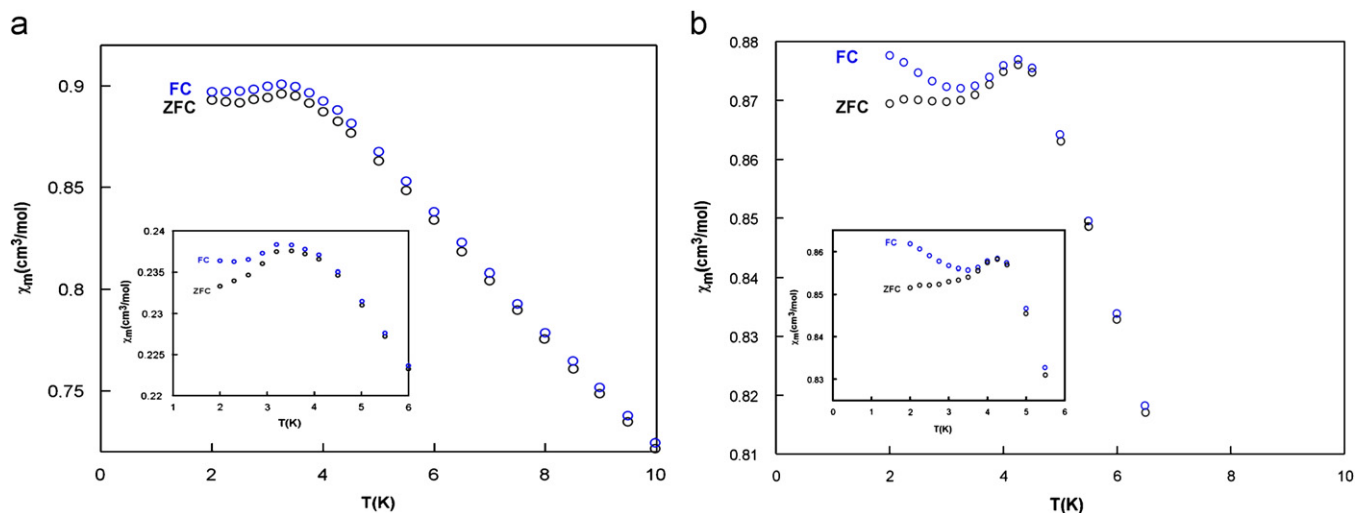 a
0.9
FC
ZFC
0.85
χm(cm3/mol)
0.8
0.75
0.24
0.235
FC
ZFC
χm(cm3/mol)
0.23
0.225
0.22
1 2 3 4 5 6
T(K)
0 2 4 6 8 10
T(K)
b
0.88
FC
0.87
ZFC
0.86
0.85
χm(cm3/mol)
0.84
0.83
0.82
0.81
0.86
FC
0.85
ZFC
χm(cm3/mol)
0.84
0.83
0 1 2 3 4 5 6
T(K)
0 2 4 6 8 10
T(K)